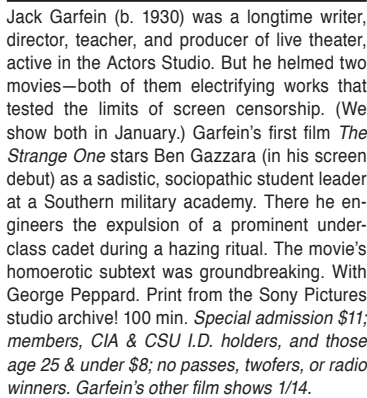 Jack Garfein (b. 1930) was a longtime writer,
director, teacher, and producer of live theater,
active in the Actors Studio. But he helmed two
movies—both of them electrifying works that
tested the limits of screen censorship. (We
show both in January.) Garfein's first film The
Strange One stars Ben Gazzara (in his screen
debut) as a sadistic, sociopathic student leader
at a Southern military academy. There he en-
gineers the expulsion of a prominent under-
class cadet during a hazing ritual. The movie's
homoerotic subtext was groundbreaking. With
George Peppard. Print from the Sony Pictures
studio archive! 100 min. Special admission $11;
members, CIA & CSU I.D. holders, and those
age 25 & under $8; no passes, twofers, or radio
winners. Garfein's other film shows 1/14.